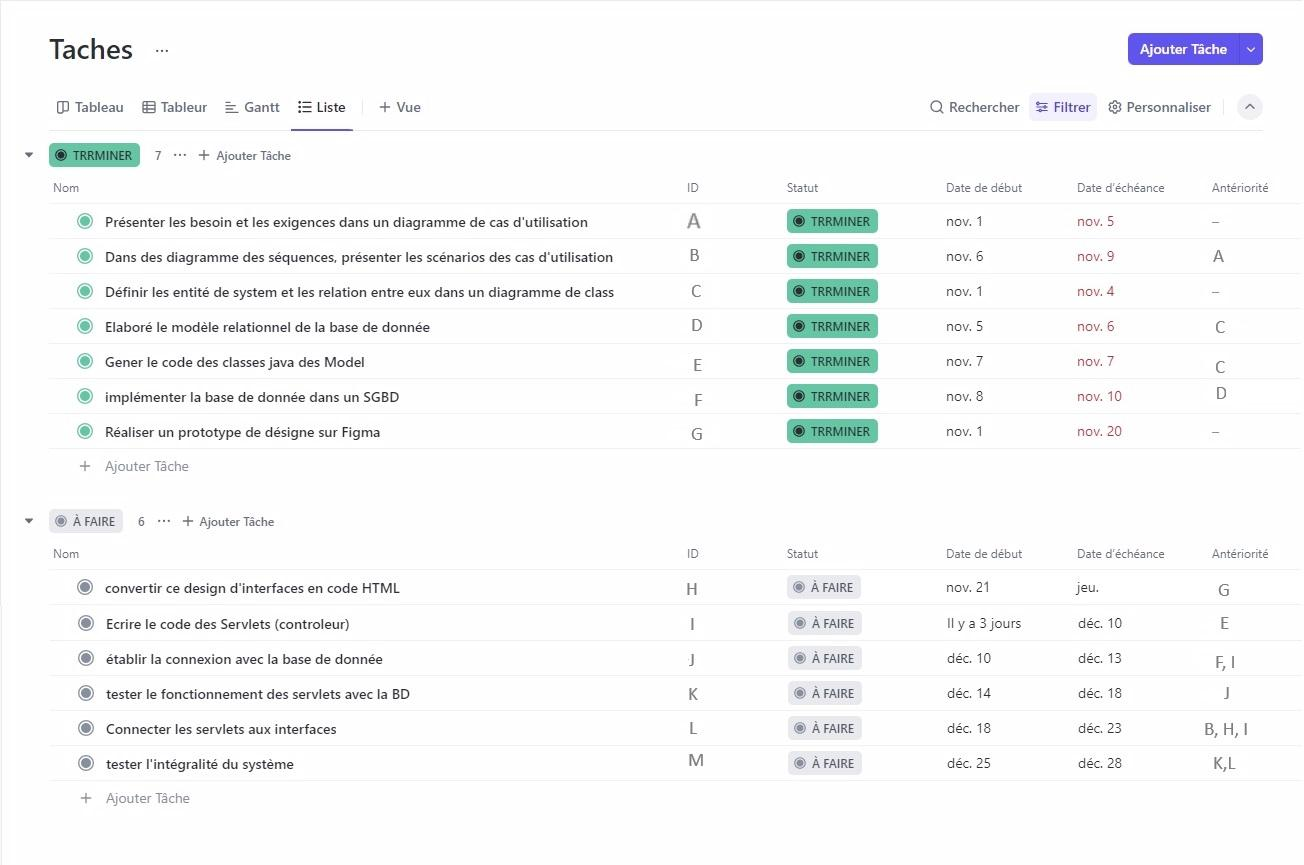 Taches ...
Ajouter Tâche
Tableau Tableur Gantt Liste + Vue Rechercher Filtrer Personnaliser
TRRMINER 7 ... + Ajouter Tâche
Nom ID Statut Date de début Date d'échéance Antériorité
Présenter les besoin et les exigences dans un diagramme de cas d'utilisation A TRRMINER nov. 1 nov. 5 –
Dans des diagramme des séquences, présenter les scénarios des cas d'utilisation B TRRMINER nov. 6 nov. 9 A
Définir les entité de system et les relation entre eux dans un diagramme de class C TRRMINER nov. 1 nov. 4 –
Elaboré le modèle relationnel de la base de donnée D TRRMINER nov. 5 nov. 6 C
Gener le code des classes java des Model E TRRMINER nov. 7 nov. 7 C
implémenter la base de donnée dans un SGBD F TRRMINER nov. 8 nov. 10 D
Réaliser un prototype de désigne sur Figma G TRRMINER nov. 1 nov. 20 –
+ Ajouter Tâche
À FAIRE 6 ... + Ajouter Tâche
Nom ID Statut Date de début Date d'échéance Antériorité
convertir ce design d'interfaces en code HTML H À FAIRE nov. 21 jeu. G
Ecrire le code des Servlets (controleur) I À FAIRE Il y a 3 jours déc. 10 E
établir la connexion avec la base de donnée J À FAIRE déc. 10 déc. 13 F, I
tester le fonctionnement des servlets avec la BD K À FAIRE déc. 14 déc. 18 J
Connecter les servlets aux interfaces L À FAIRE déc. 18 déc. 23 B, H, I
tester l'intégralité du système M À FAIRE déc. 25 déc. 28 K,L
+ Ajouter Tâche